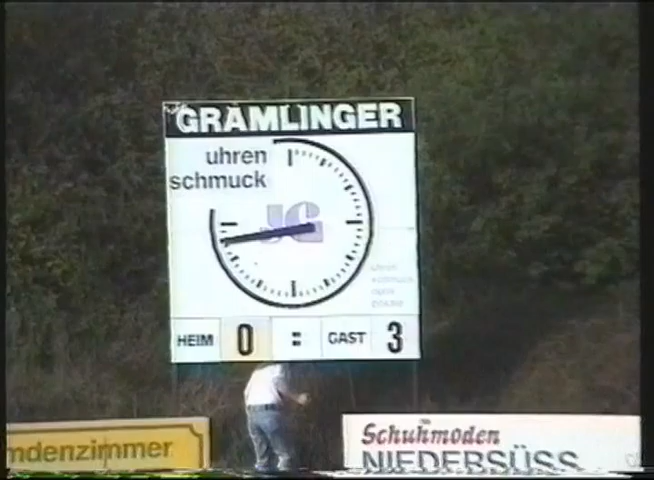 GRAMLINGER
uhren
schmuck
JG
HEIM 0 : GAST 3
mdenzimmer
Schuhmoden
NIEDERSÜSS